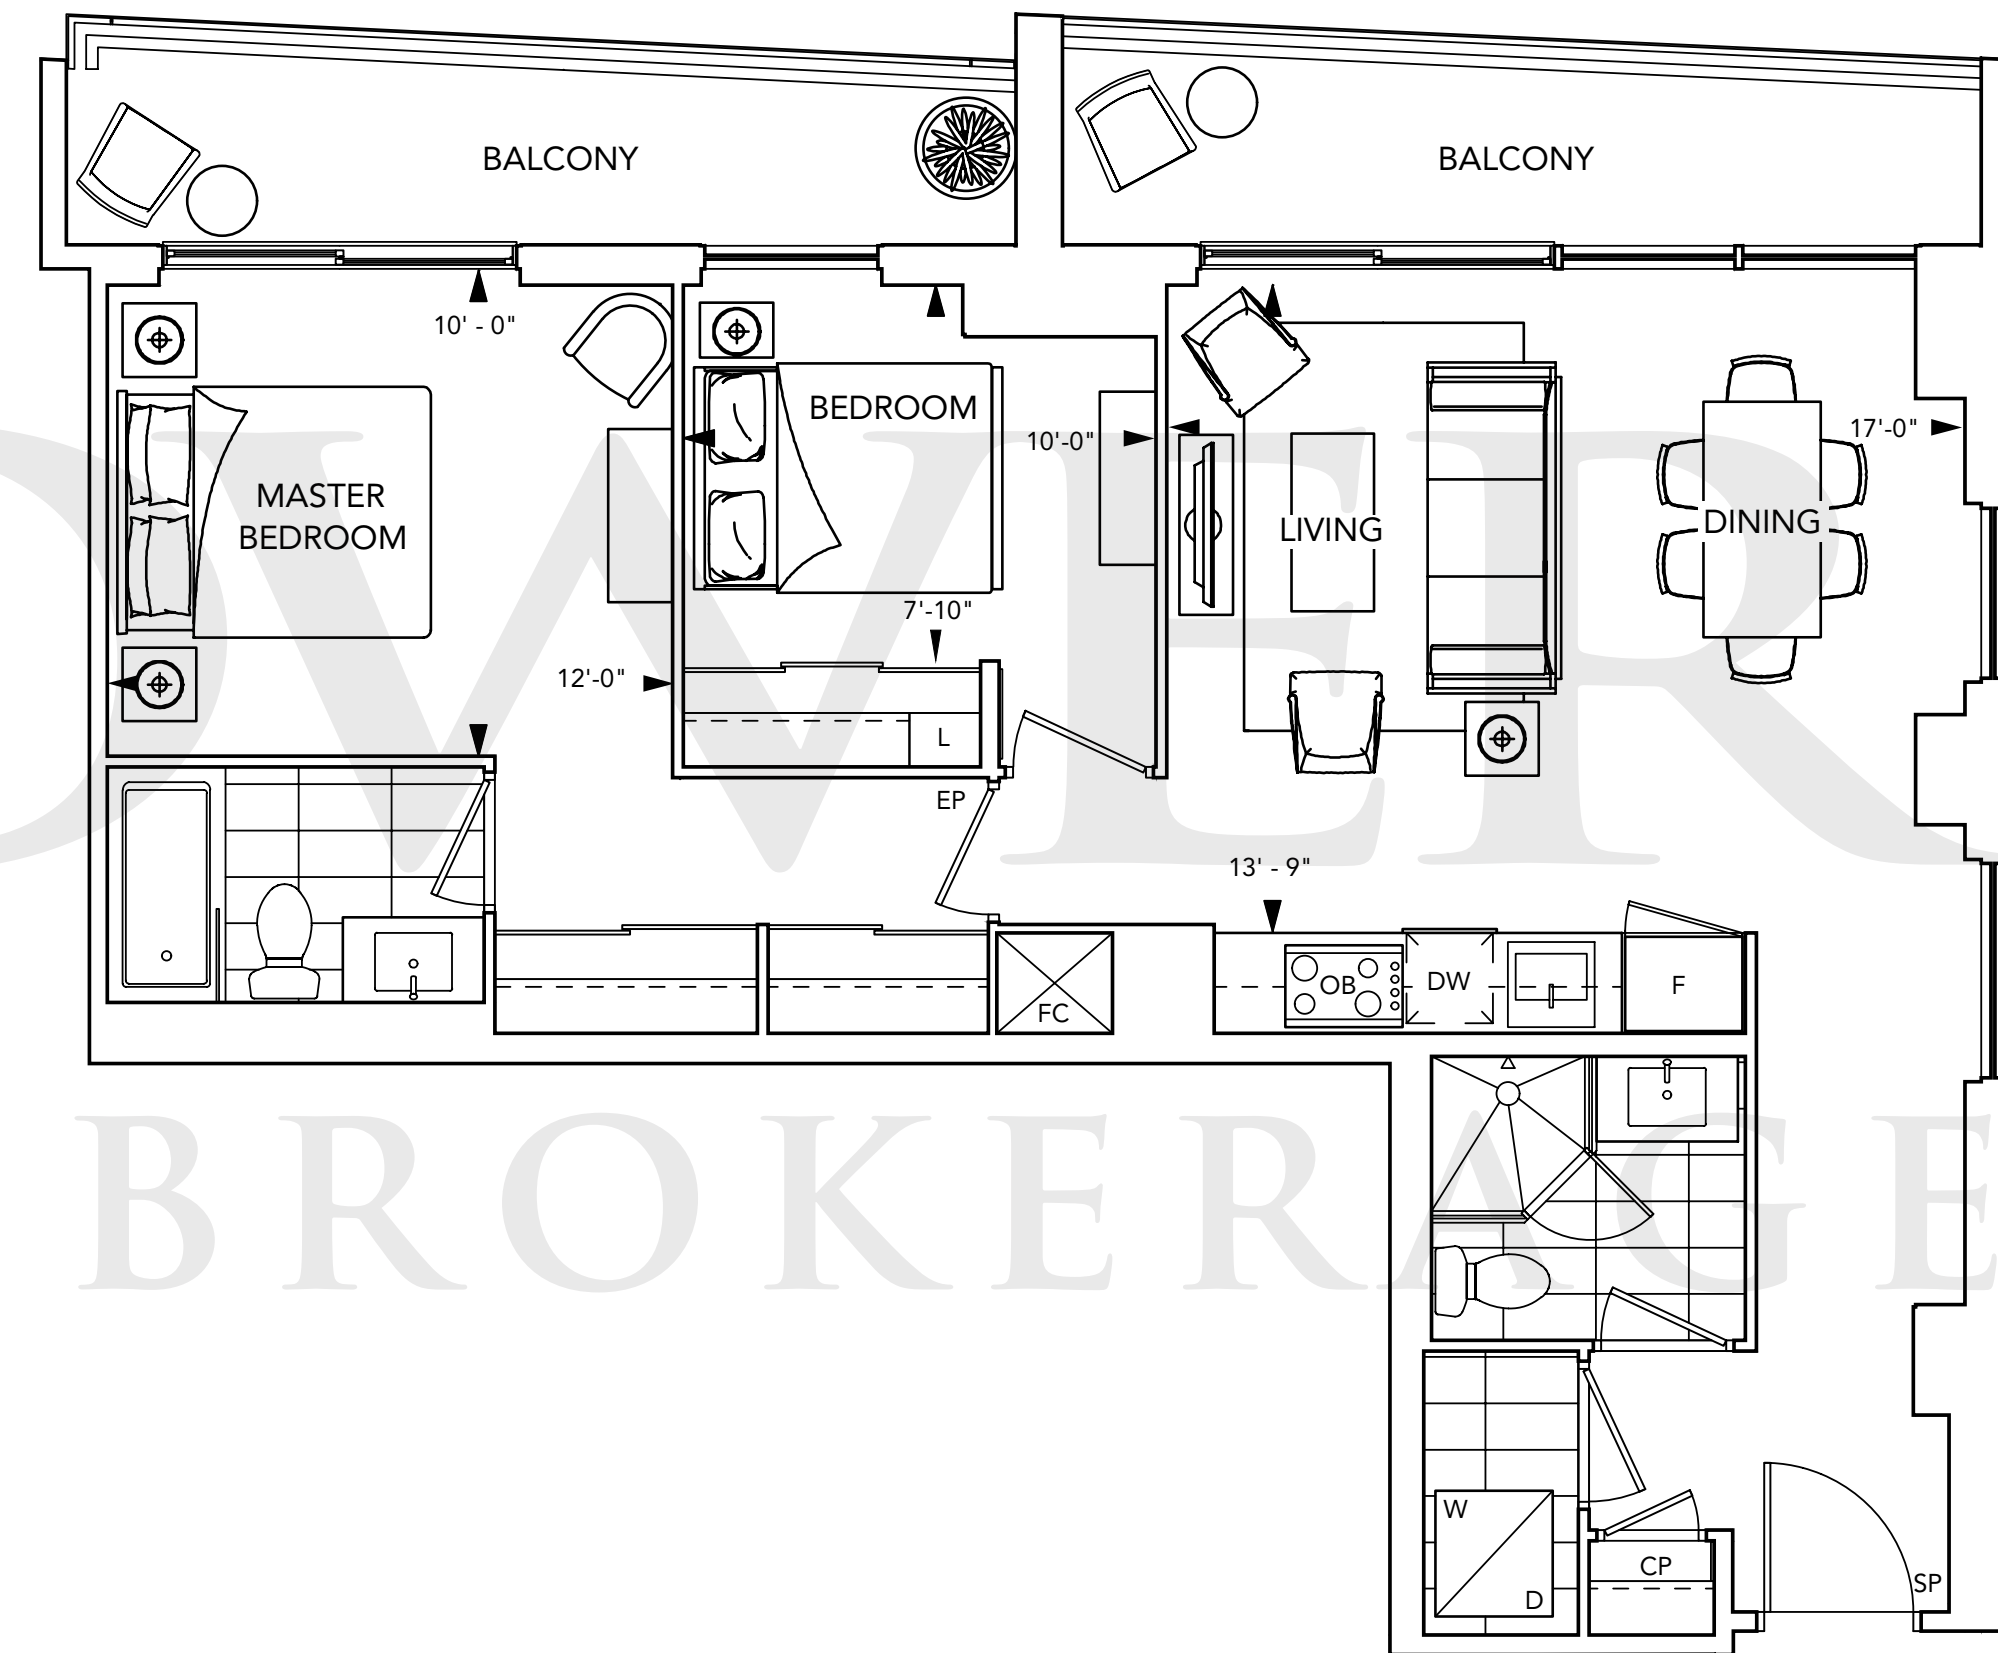 BALCONY
BALCONY
10' - 0"
BEDROOM
10'-0"
17'-0"
MASTER
BEDROOM
LIVING
DINING
7'-10"
12'-0"
L
EP
13' - 9"
OB
DW
F
FC
W
D
CP
SP
OWER
BROKERAGE